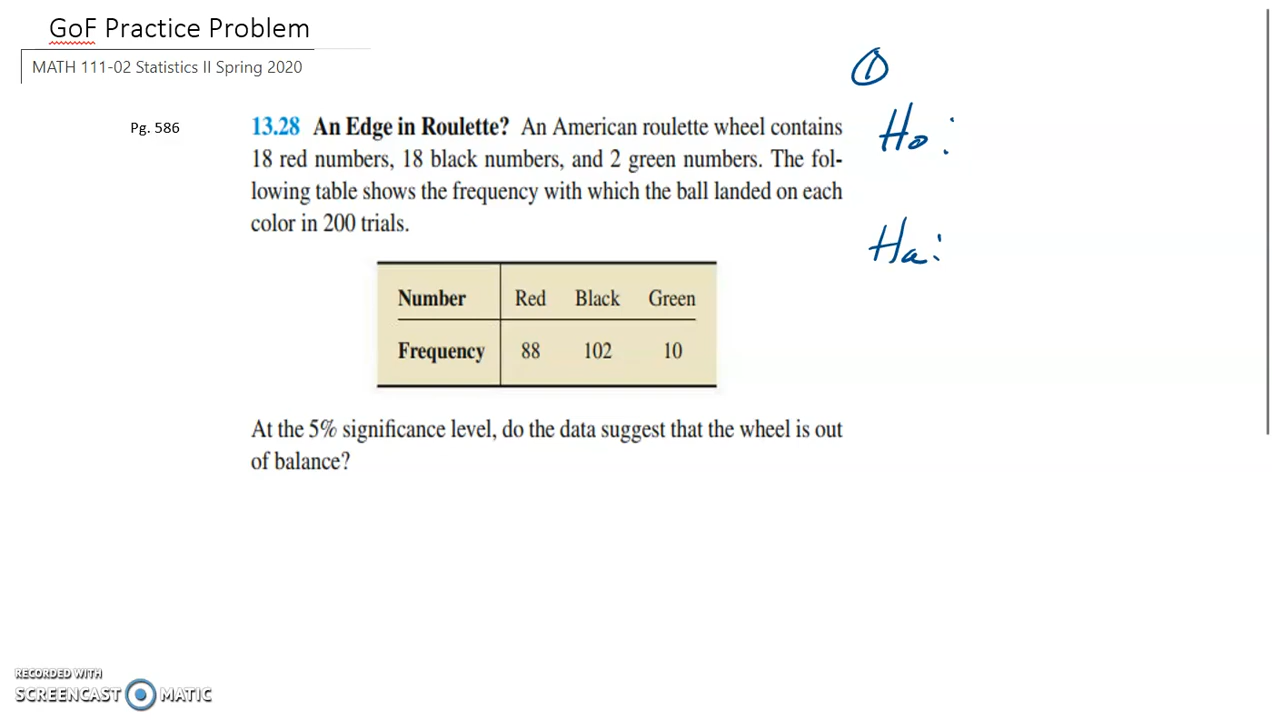 GoF Practice Problem
MATH 111-02 Statistics II Spring 2020
Pg. 586
13.28 An Edge in Roulette? An American roulette wheel contains
18 red numbers, 18 black numbers, and 2 green numbers. The fol-
lowing table shows the frequency with which the ball landed on each
color in 200 trials.
Number Red Black Green
Frequency 88 102 10
At the 5% significance level, do the data suggest that the wheel is out
of balance?
①
Ho:
Ha:
RECORDED WITH
SCREENCAST MATIC